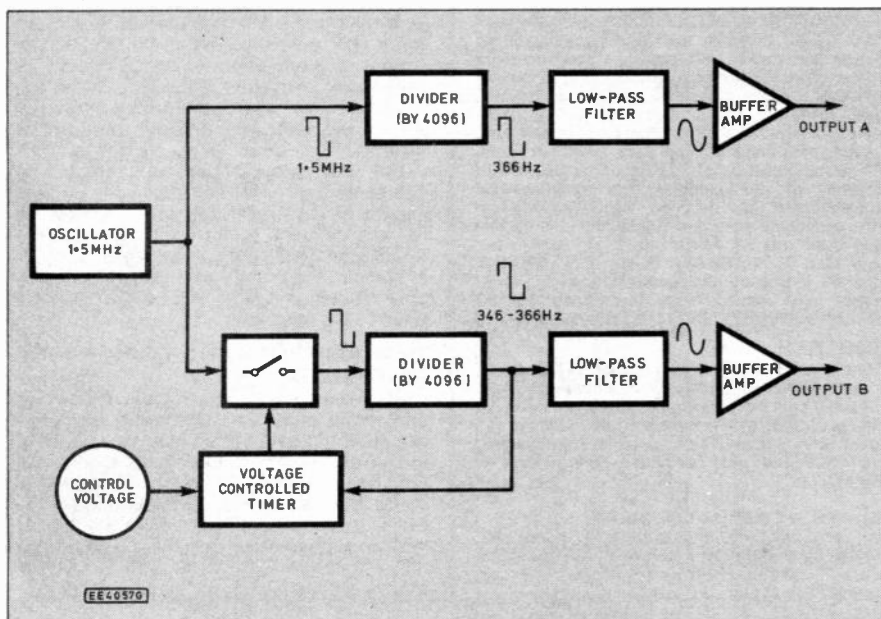 DIVIDER
(BY 4096)
LOW-PASS
FILTER
BUFFER
AMP
OUTPUT A
1·5MHz
366Hz
OSCILLATOR
1·5MHz
346-366Hz
DIVIDER
(BY 4096)
LOW-PASS
FILTER
BUFFER
AMP
OUTPUT B
CONTROL
VOLTAGE
VOLTAGE
CONTROLLED
TIMER
EE4057G